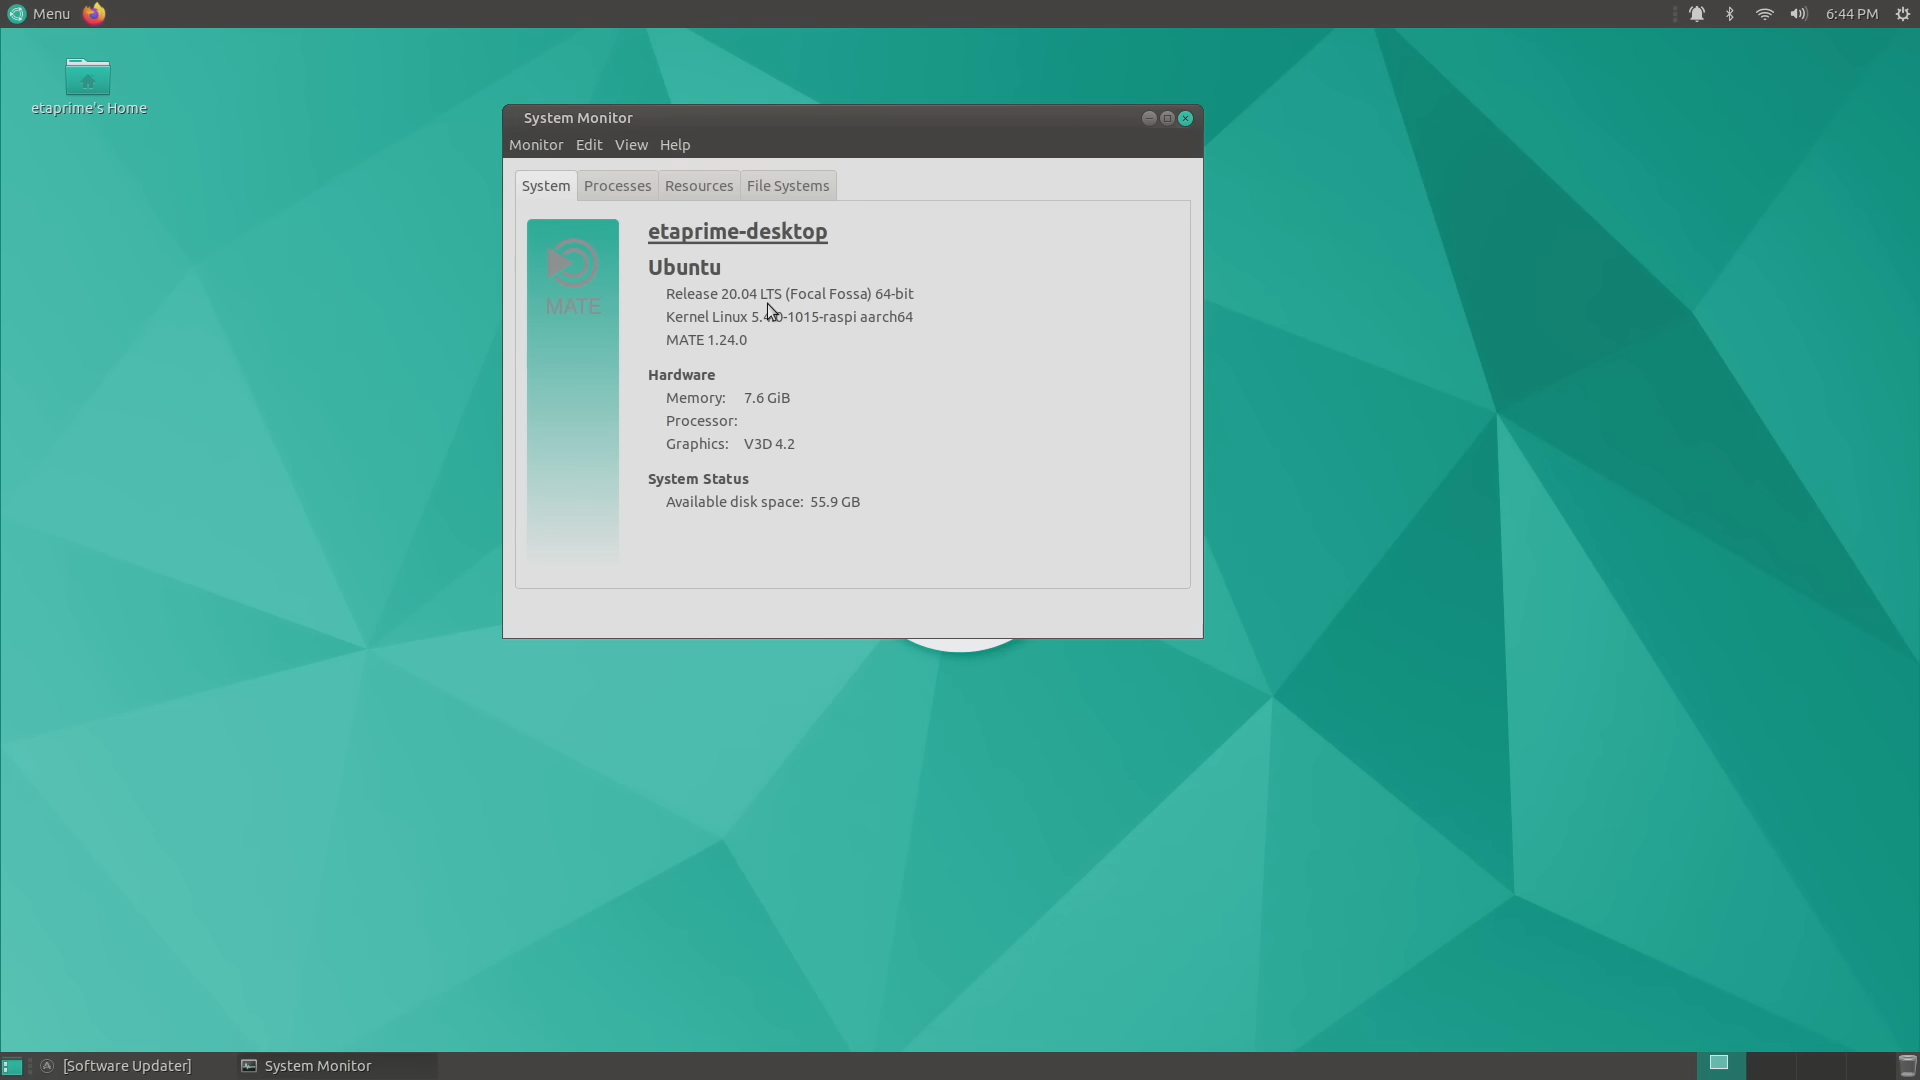 Menu
6:44 PM
etaprime's Home
System Monitor
Monitor Edit View Help
System Processes Resources File Systems
MATE
etaprime-desktop
Ubuntu
Release 20.04 LTS (Focal Fossa) 64-bit
Kernel Linux 5.4.0-1015-raspi aarch64
MATE 1.24.0
Hardware
Memory: 7.6 GiB
Processor:
Graphics: V3D 4.2
System Status
Available disk space: 55.9 GB
[Software Updater]
System Monitor